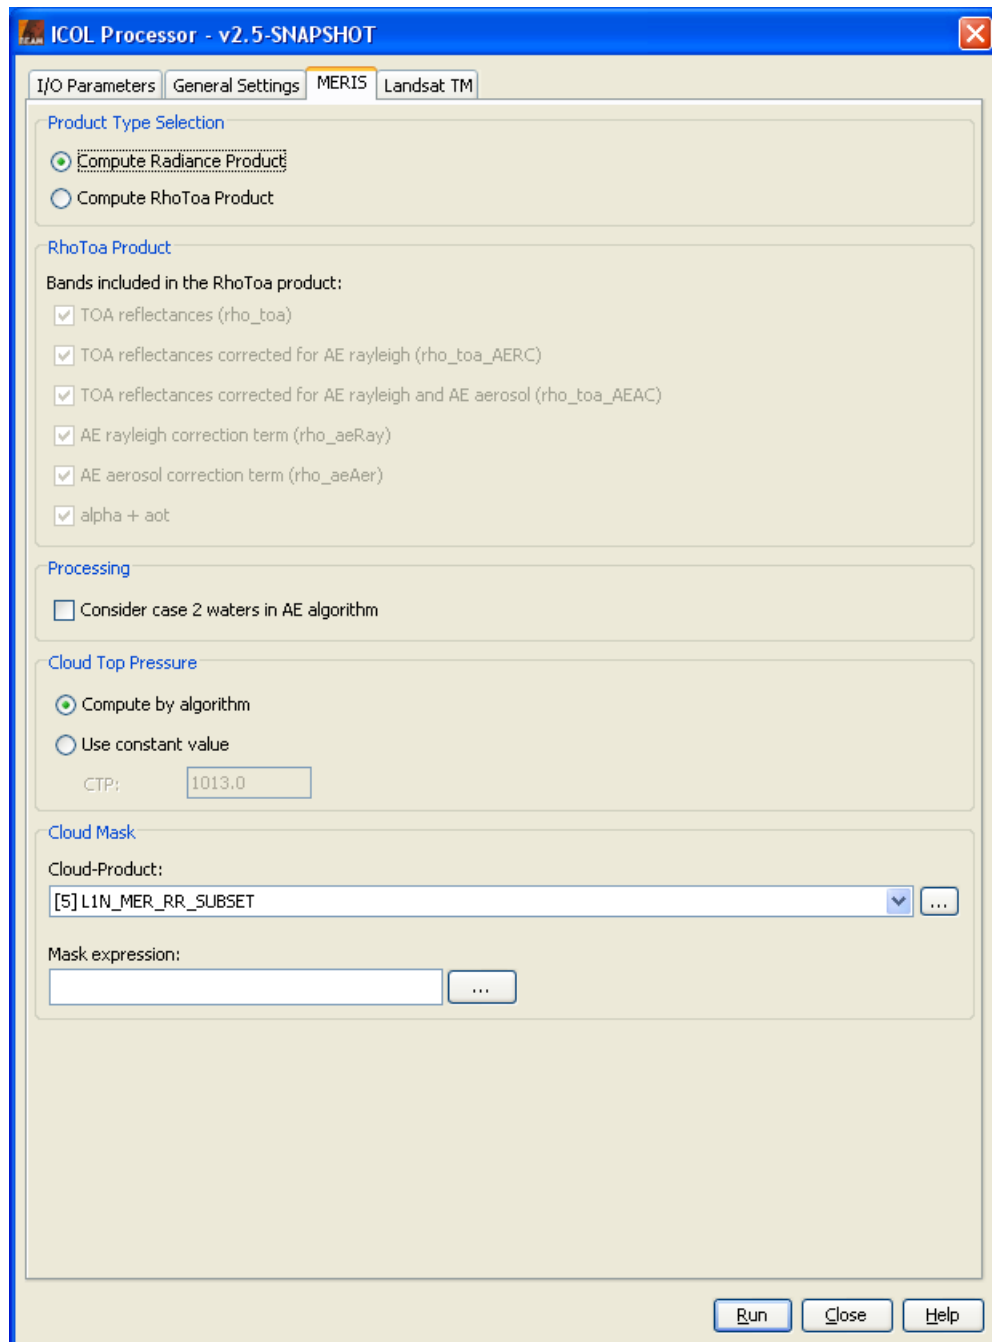 ICOL Processor - v2.5-SNAPSHOT
I/O Parameters General Settings MERIS Landsat TM
Product Type Selection
Compute Radiance Product
Compute RhoToa Product
RhoToa Product
Bands included in the RhoToa product:
TOA reflectances (rho_toa)
TOA reflectances corrected for AE rayleigh (rho_toa_AERC)
TOA reflectances corrected for AE rayleigh and AE aerosol (rho_toa_AEAC)
AE rayleigh correction term (rho_aeRay)
AE aerosol correction term (rho_aeAer)
alpha + aot
Processing
Consider case 2 waters in AE algorithm
Cloud Top Pressure
Compute by algorithm
Use constant value
CTP: 1013.0
Cloud Mask
Cloud-Product:
[5] L1N_MER_RR_SUBSET ...
Mask expression:
...
Run Close Help